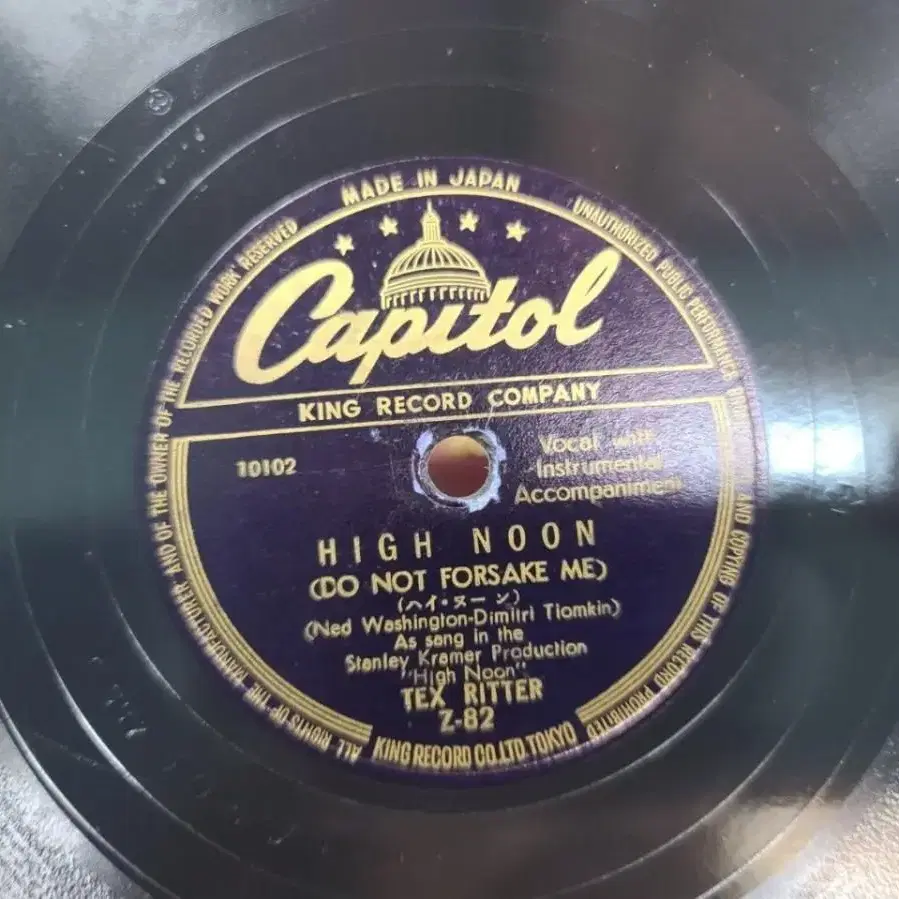 MADE IN JAPAN
ALL RIGHTS OF THE MANUFACTURER AND OF THE OWNER OF THE RECORDED WORK RESERVED
UNAUTHORIZED PUBLIC PERFORMANCE AND COPYING OF THIS RECORD PROHIBITED
Capitol
KING RECORD COMPANY
10102
Vocal with
Instrumental
Accompaniment
HIGH NOON
(DO NOT FORSAKE ME)
(ハイ・ヌーン)
(Ned Washington-Dimitri Tiomkin)
As sang in the
Stanley Kramer Production
"High Noon"
TEX RITTER
Z-82
KING RECORD CO. LTD TOKYO